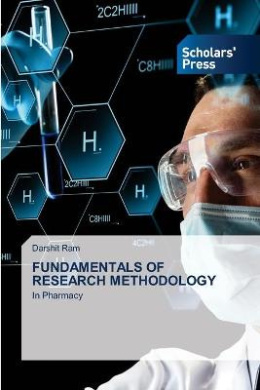 2C2HIIII
Scholars'
Press
H.
C8HIIII
H.
H.
2C2HIIII
C8HIIII
Darshit Ram
FUNDAMENTALS OF
RESEARCH METHODOLOGY
In Pharmacy